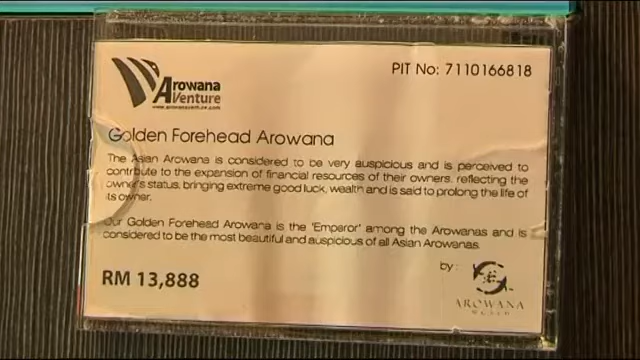 Arowana
Venture
www.arowanaventure.com
PIT No: 7110166818
Golden Forehead Arowana
The Asian Arowana is considered to be very auspicious and is perceived to
contribute to the expansion of financial resources of their owners, reflecting the
owner's status, bringing extreme good luck, wealth and is said to prolong the life of
its owner.
Our Golden Forehead Arowana is the 'Emperor' among the Arowanas and is
considered to be the most beautiful and auspicious of all Asian Arowanas.
RM 13,888
by:
AROWANA
WORLD